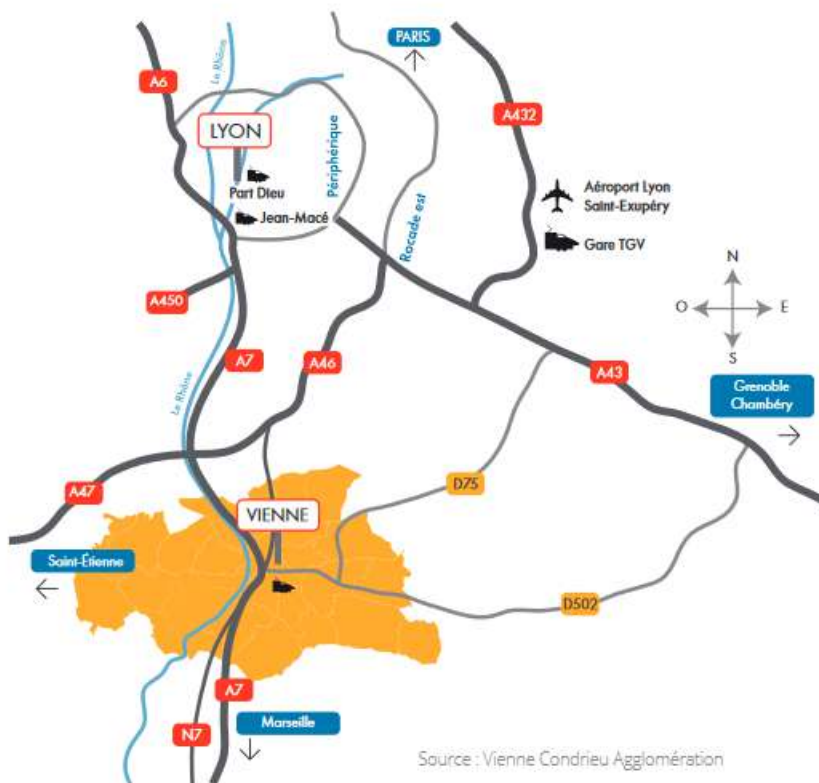 PARIS
A6
Le Rhône
A432
LYON
Périphérique
Part Dieu
Jean-Macé
Rocade est
Aéroport Lyon
Saint-Exupéry
Gare TGV
N
O
E
S
A450
A7
A46
Le Rhône
A43
Grenoble
Chambéry
A47
D75
VIENNE
Saint-Étienne
D502
A7
N7
Marseille
Source : Vienne Condrieu Agglomération